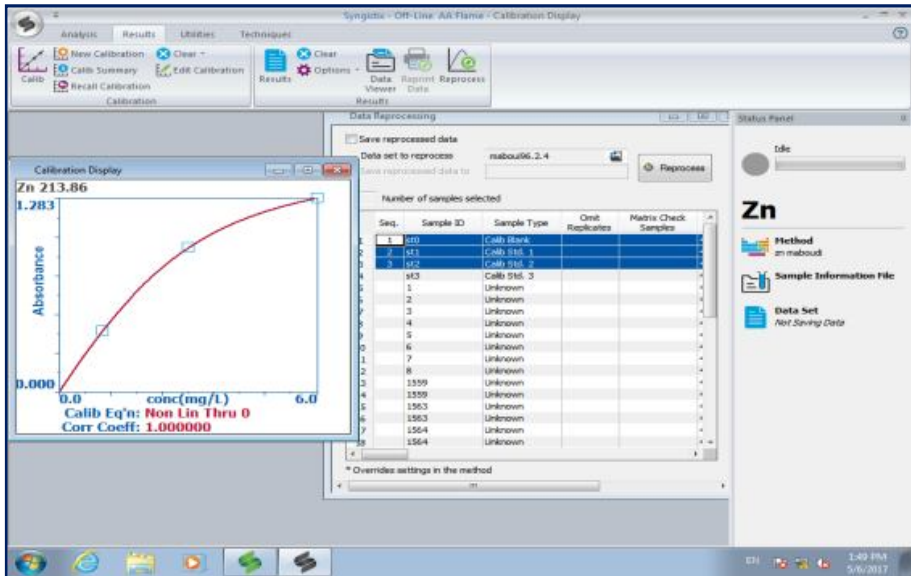 Syngistix - Off-Line AA Flame - Calibration Display
Analysis Results Utilities Techniques
New Calibration Clear
Calib Summary Edit Calibration
Recall Calibration
Calib
Calibration
Results
Clear
Options
Data Viewer
Reprint Data
Reprocess
Results
Data Reprocessing
Save reprocessed data
Data set to reprocess maboudi96.2.4
Save reprocessed data to
Reprocess
Number of samples selected
Seq. Sample ID Sample Type Omit Replicates Matrix Check Samples
1 st0 Calib Blank
2 st1 Calib Std. 1
3 st2 Calib Std. 2
st3 Calib Std. 3
1 Unknown
2 Unknown
3 Unknown
4 Unknown
5 Unknown
6 Unknown
7 Unknown
8 Unknown
1559 Unknown
1559 Unknown
1563 Unknown
1563 Unknown
1564 Unknown
1564 Unknown
* Overrides settings in the method
Calibration Display
Zn 213.86
1.283
Absorbance
0.000
0.0 conc(mg/L) 6.0
Calib Eq'n: Non Lin Thru 0
Corr Coeff: 1.000000
Status Panel
Idle
Zn
Method
zn maboudi
Sample Information File
Data Set
Not Saving Data
EN
1:49 PM
5/6/2017